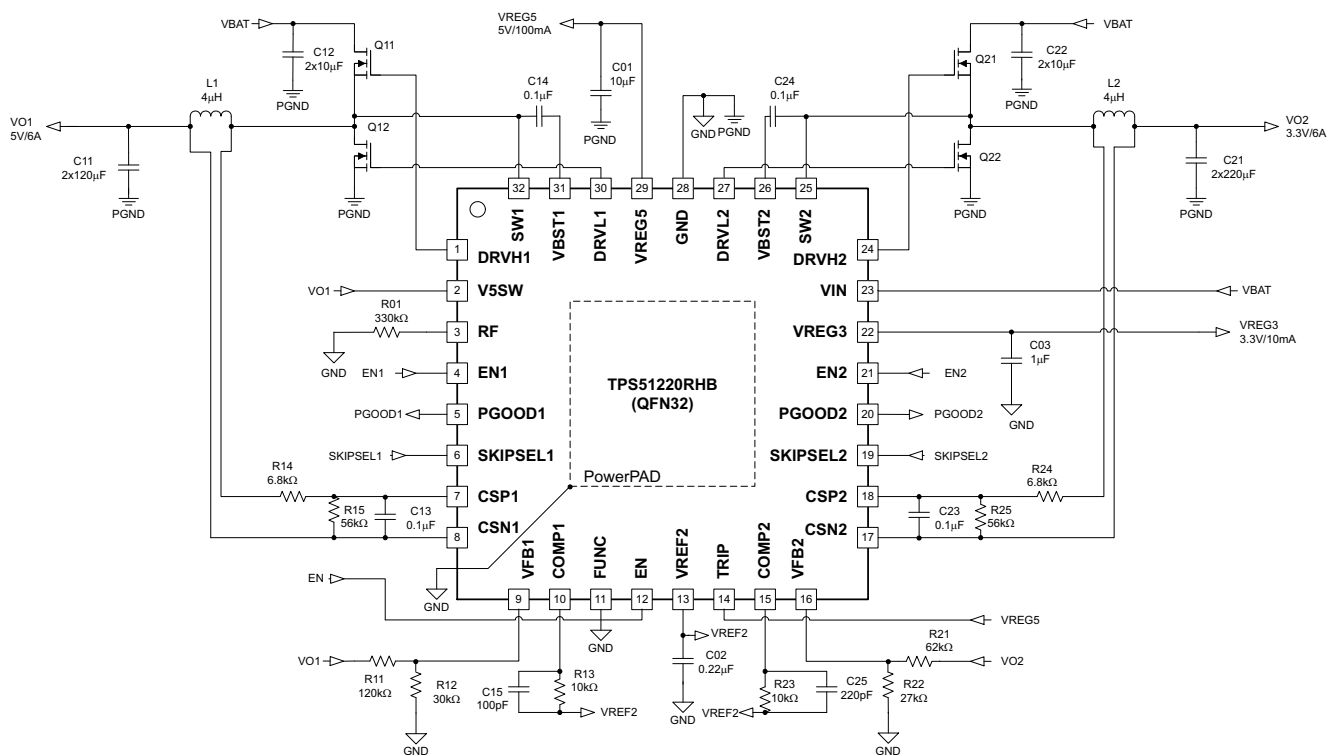 VBAT
C12
2x10µF
PGND
Q11
VREG5
5V/100mA
C01
10µF
PGND
C14
0.1µF
GND
PGND
C24
0.1µF
VBAT
Q21
C22
2x10µF
PGND
L1
4µH
VO1
5V/6A
C11
2x120µF
PGND
Q12
PGND
L2
4µH
VO2
3.3V/6A
C21
2x220µF
PGND
Q22
PGND
32
31
30
29
28
27
26
25
SW1
VBST1
DRVL1
VREG5
GND
DRVL2
VBST2
SW2
1
DRVH1
DRVH2
24
VO1
2
V5SW
VIN
23
VBAT
R01
330kΩ
GND
3
RF
VREG3
22
VREG3
3.3V/10mA
C03
1µF
GND
EN1
4
EN1
EN2
21
EN2
TPS51220RHB
(QFN32)
PGOOD1
5
PGOOD1
PGOOD2
20
PGOOD2
SKIPSEL1
6
SKIPSEL1
SKIPSEL2
19
SKIPSEL2
PowerPAD
R14
6.8kΩ
7
CSP1
CSP2
18
R24
6.8kΩ
R15
56kΩ
C13
0.1µF
8
CSN1
CSN2
17
C23
0.1µF
R25
56kΩ
VFB1
COMP1
FUNC
EN
VREF2
TRIP
COMP2
VFB2
EN
GND
9
10
11
12
13
14
15
16
GND
VREF2
VREG5
VO1
R11
120kΩ
R12
30kΩ
GND
C15
100pF
R13
10kΩ
VREF2
C02
0.22µF
GND
R23
10kΩ
VREF2
C25
220pF
R21
62kΩ
VO2
R22
27kΩ
GND